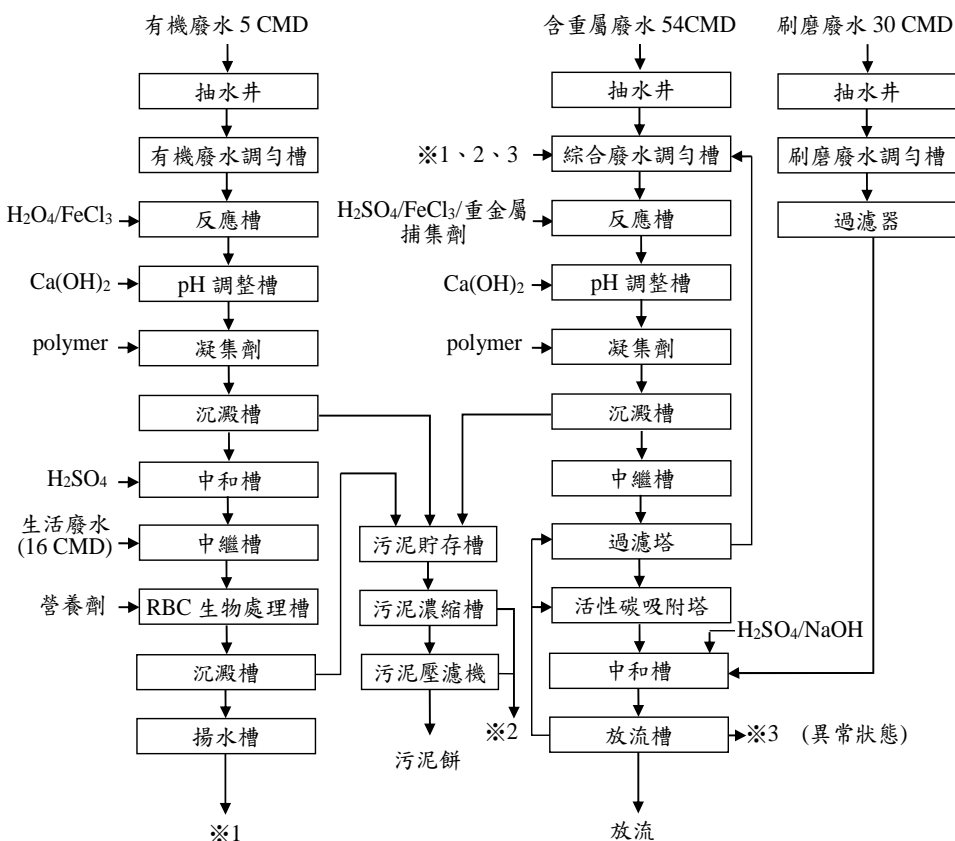 有機廢水 5 CMD
抽水井
有機廢水調勻槽
H₂O₄/FeCl₃
反應槽
Ca(OH)₂
pH 調整槽
polymer
凝集劑
沉澱槽
H₂SO₄
中和槽
生活廢水
(16 CMD)
中繼槽
營養劑
RBC 生物處理槽
沉澱槽
揚水槽
※1
污泥貯存槽
污泥濃縮槽
污泥壓濾機
※2
污泥餅
含重屬廢水 54CMD
抽水井
※1、2、3
綜合廢水調勻槽
H₂SO₄/FeCl₃/重金屬
捕集劑
反應槽
Ca(OH)₂
pH 調整槽
polymer
凝集劑
沉澱槽
中繼槽
過濾塔
活性碳吸附塔
H₂SO₄/NaOH
中和槽
放流槽
※3 (異常狀態)
放流
刷磨廢水 30 CMD
抽水井
刷磨廢水調勻槽
過濾器